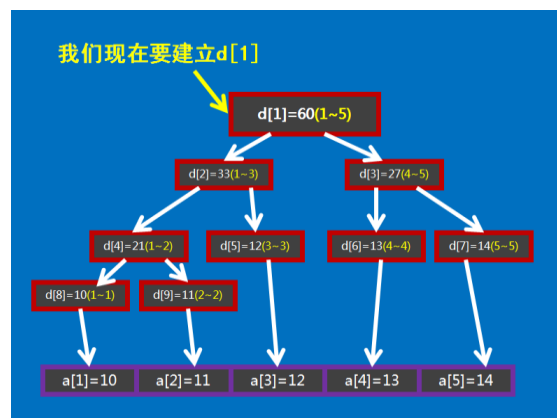 我们现在要建立d[1]
d[1]=60(1~5)
d[2]=33(1~3)
d[3]=27(4~5)
d[4]=21(1~2)
d[5]=12(3~3)
d[6]=13(4~4)
d[7]=14(5~5)
d[8]=10(1~1)
d[9]=11(2~2)
a[1]=10
a[2]=11
a[3]=12
a[4]=13
a[5]=14